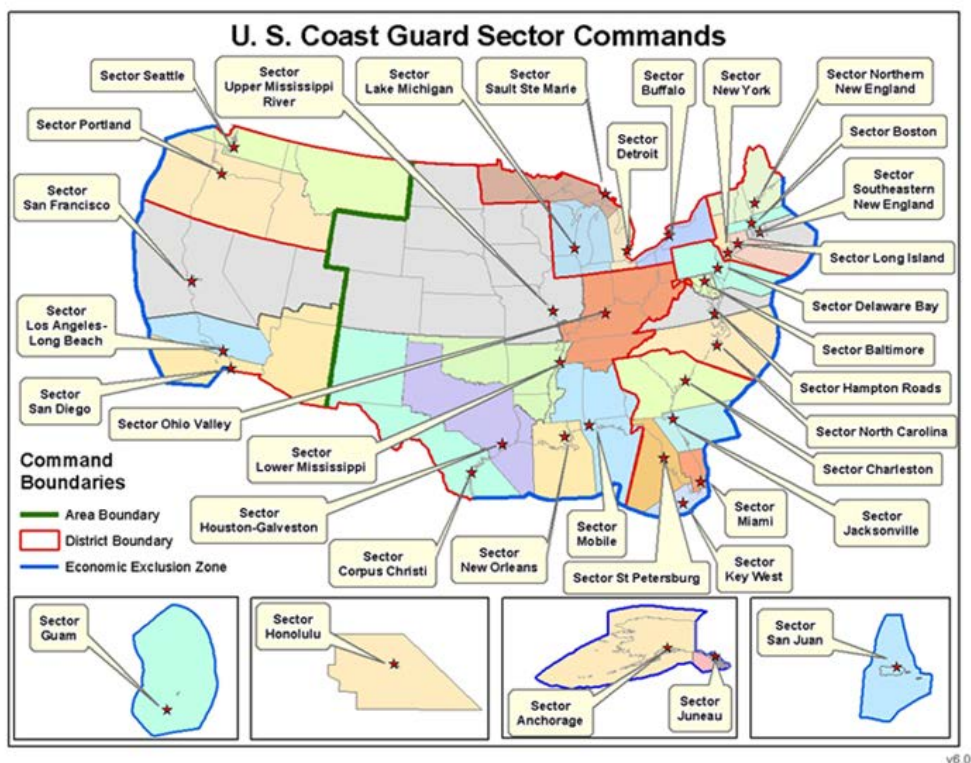 U. S. Coast Guard Sector Commands
Sector Seattle
Sector
Upper Mississippi
River
Sector
Lake Michigan
Sector
Sault Ste Marie
Sector
Buffalo
Sector
New York
Sector Northern
New England
Sector Portland
Sector
Detroit
Sector Boston
Sector
San Francisco
Sector
Southeastern
New England
Sector Long Island
Sector
Los Angeles-
Long Beach
Sector Delaware Bay
Sector Baltimore
Sector
San Diego
Sector Hampton Roads
Sector Ohio Valley
Sector North Carolina
Sector
Lower Mississippi
Sector Charleston
Sector
Houston-Galveston
Sector
Miami
Sector
Jacksonville
Sector
Corpus Christi
Sector
New Orleans
Sector
Mobile
Sector St Petersburg
Sector
Key West
Command
Boundaries
Area Boundary
District Boundary
Economic Exclusion Zone
Sector
Guam
Sector
Honolulu
Sector
Anchorage
Sector
Juneau
Sector
San Juan
v6.0